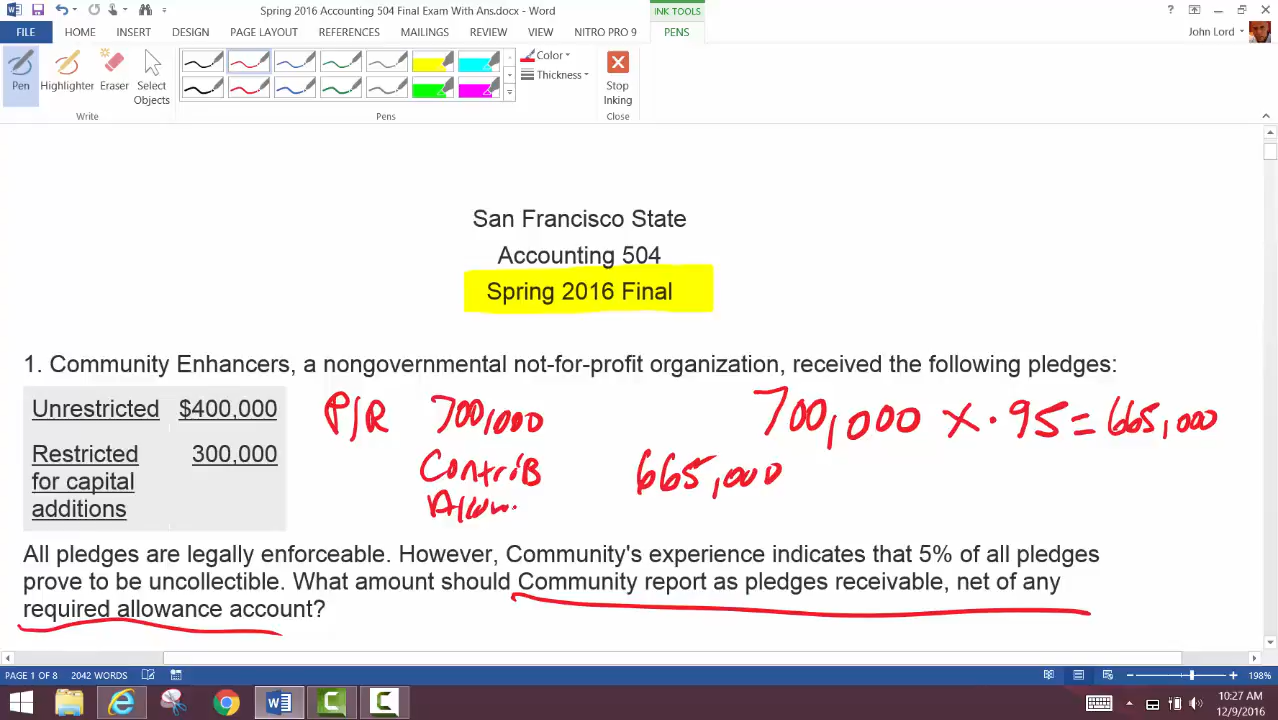 Spring 2016 Accounting 504 Final Exam With Ans.docx - Word
INK TOOLS
FILE HOME INSERT DESIGN PAGE LAYOUT REFERENCES MAILINGS REVIEW VIEW NITRO PRO 9 PENS
John Lord
Pen Highlighter Eraser Select Objects
Color
Thickness
Stop Inking
Write Pens Close
San Francisco State
Accounting 504
Spring 2016 Final
1. Community Enhancers, a nongovernmental not-for-profit organization, received the following pledges:
Unrestricted $400,000
Restricted for capital additions 300,000
P/R 700,000
700,000 x .95 = 665,000
Contrib 665,000
All pledges are legally enforceable. However, Community's experience indicates that 5% of all pledges
prove to be uncollectible. What amount should Community report as pledges receivable, net of any
required allowance account?
PAGE 1 OF 8 2042 WORDS
198%
10:27 AM
12/9/2016